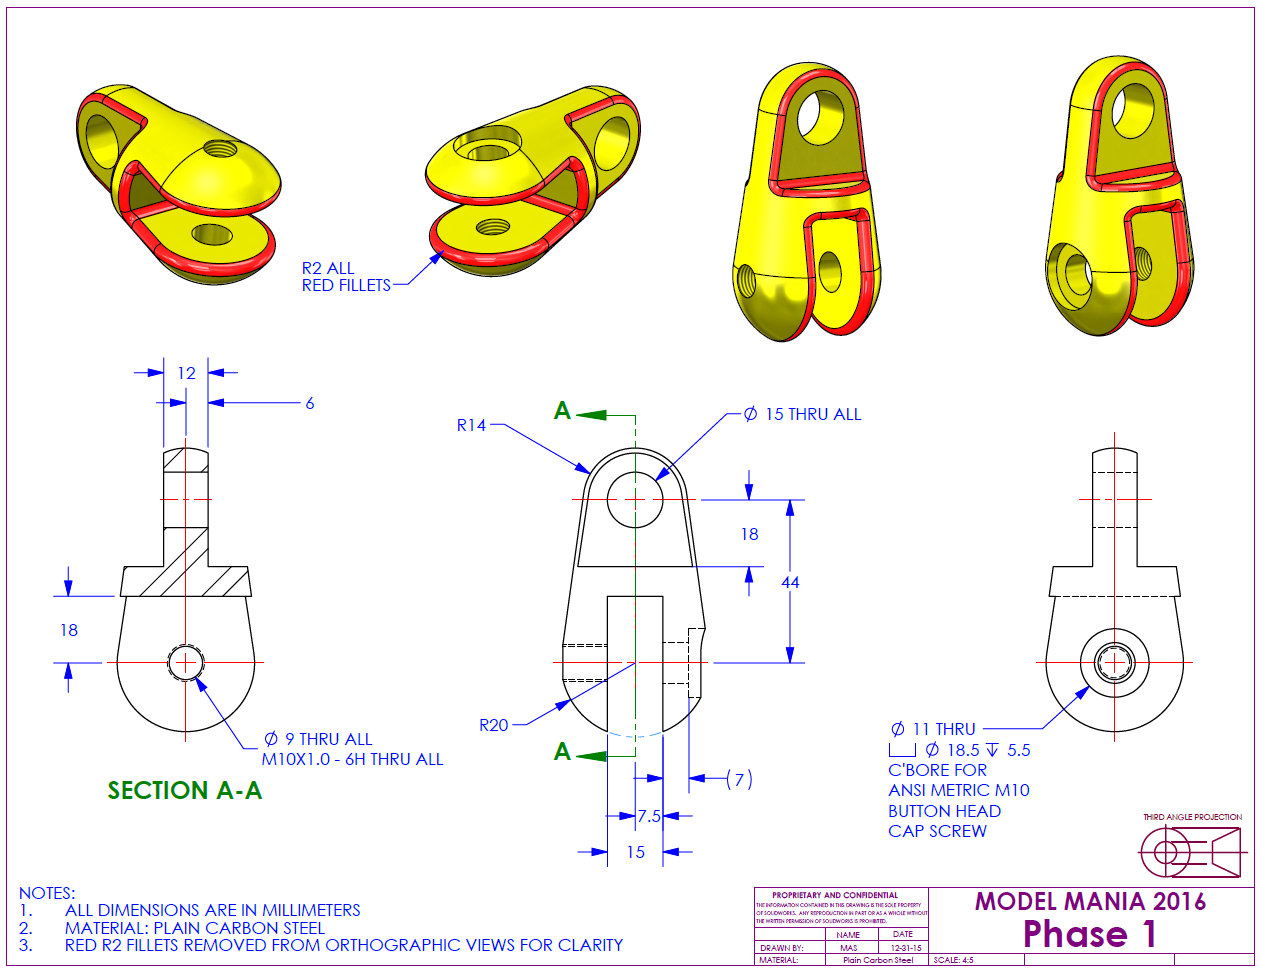 R2 ALL
RED FILLETS
12
6
18
Ø 9 THRU ALL
M10X1.0 - 6H THRU ALL
SECTION A-A
A
R14
Ø 15 THRU ALL
18
44
R20
A
(7)
7.5
15
Ø 11 THRU
⌴ Ø 18.5 ↧ 5.5
C'BORE FOR
ANSI METRIC M10
BUTTON HEAD
CAP SCREW
THIRD ANGLE PROJECTION
NOTES:
1. ALL DIMENSIONS ARE IN MILLIMETERS
2. MATERIAL: PLAIN CARBON STEEL
3. RED R2 FILLETS REMOVED FROM ORTHOGRAPHIC VIEWS FOR CLARITY
PROPRIETARY AND CONFIDENTIAL
THE INFORMATION CONTAINED IN THIS DRAWING IS THE SOLE PROPERTY
OF SOLIDWORKS. ANY REPRODUCTION IN PART OR AS A WHOLE WITHOUT
THE WRITTEN PERMISSION OF SOLIDWORKS IS PROHIBITED.
NAME DATE
DRAWN BY: MAS 12-31-15
MATERIAL: Plain Carbon Steel
MODEL MANIA 2016
Phase 1
SCALE: 4:5